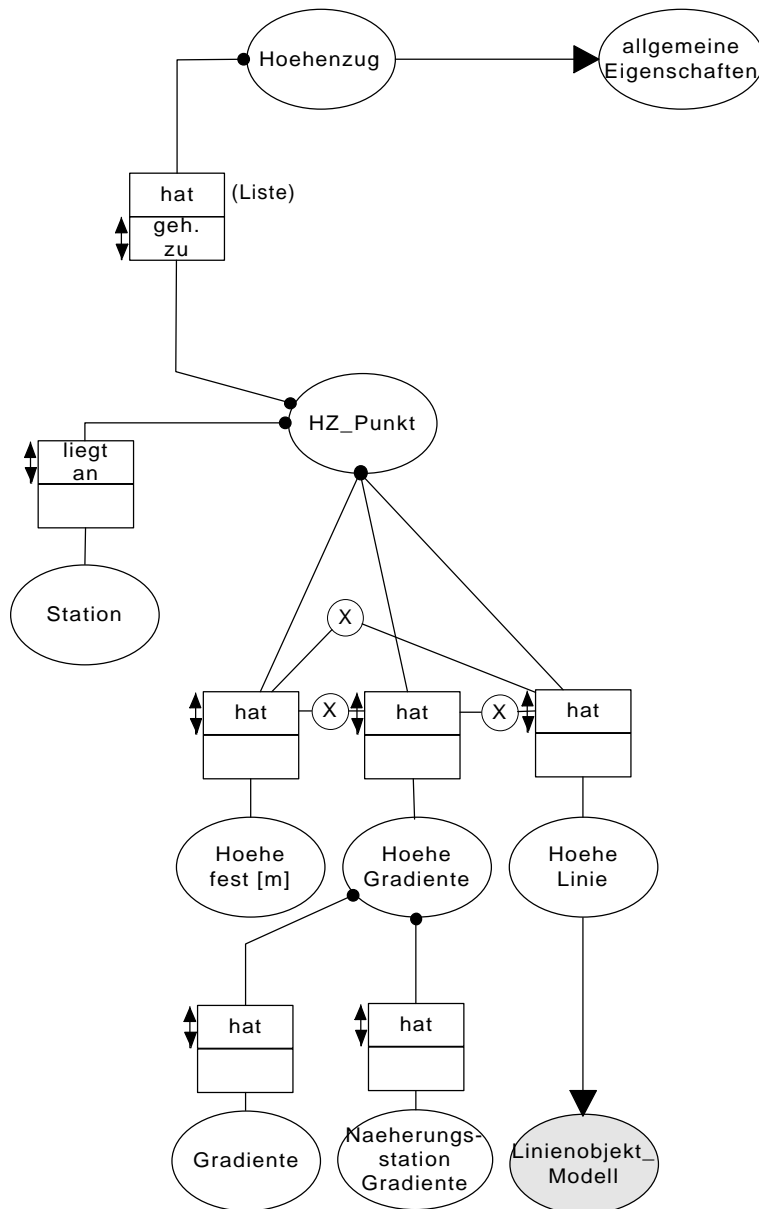 Hoehenzug
allgemeine
Eigenschaften
hat
(Liste)
geh.
zu
HZ_Punkt
liegt
an
Station
X
hat
X
hat
X
hat
Hoehe
fest [m]
Hoehe
Gradiente
Hoehe
Linie
hat
hat
Gradiente
Naeherungs-
station
Gradiente
Linienobjekt_
Modell